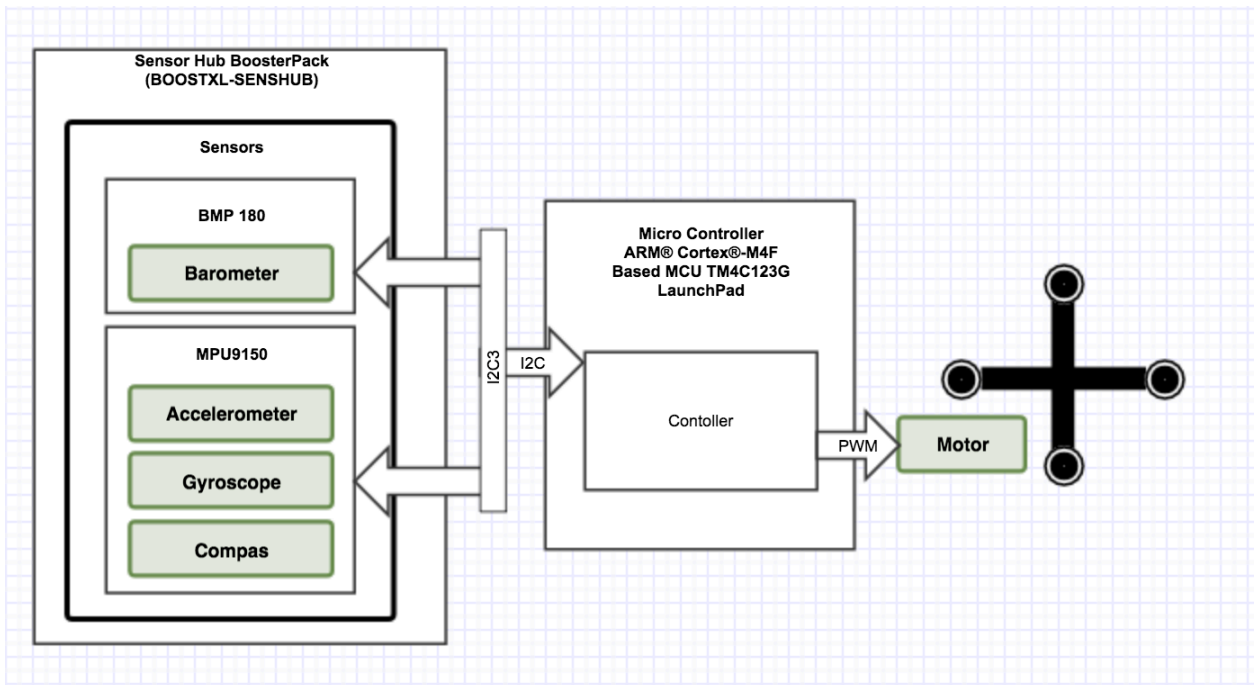 Sensor Hub BoosterPack
(BOOSTXL-SENSHUB)
Sensors
BMP 180
Barometer
MPU9150
Accelerometer
Gyroscope
Compas
I2C3
I2C
Micro Controller
ARM® Cortex®-M4F
Based MCU TM4C123G
LaunchPad
Contoller
PWM
Motor